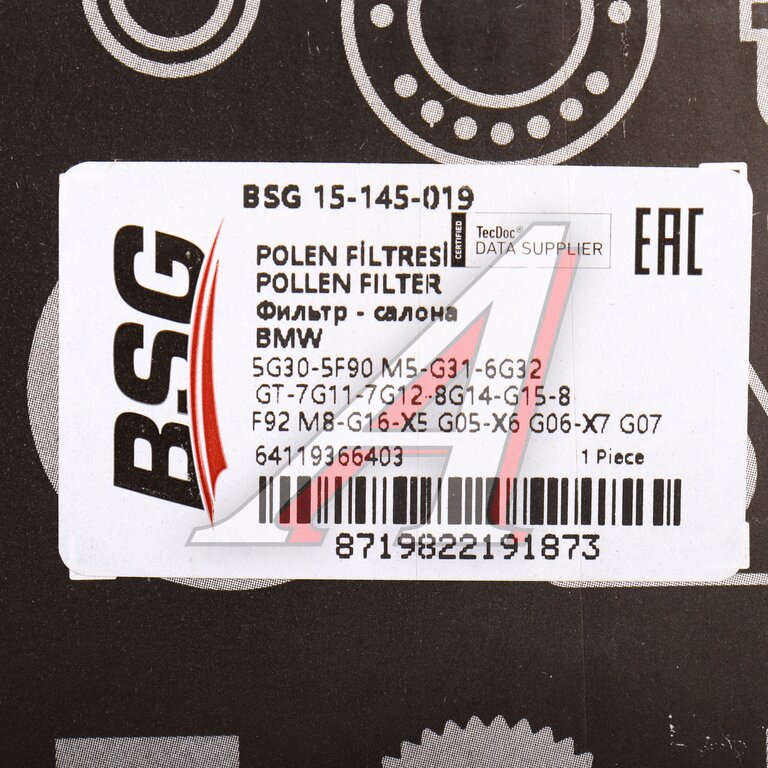 BSG 15-145-019
CERTIFIED
TecDoc®
DATA SUPPLIER
EAC
BSG
POLEN FİLTRESİ
POLLEN FILTER
Фильтр - салона
BMW
5G30-5F90 M5-G31-6G32
GT-7G11-7G12-8G14-G15-8
F92 M8-G16-X5 G05-X6 G06-X7 G07
64119366403 1 Piece
8719822191873